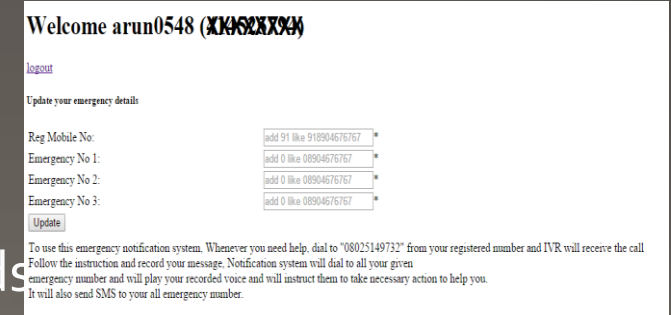 Welcome arun0548 (
logout
Update your emergency details
Reg Mobile No: add 91 like 918904676767 *
Emergency No 1: add 0 like 08904676767 *
Emergency No 2: add 0 like 08904676767 *
Emergency No 3: add 0 like 08904676767 *
Update
To use this emergency notification system, Whenever you need help, dial to "08025149732" from your registered number and IVR will receive the call
Follow the instruction and record your message, Notification system will dial to all your given
emergency number and will play your recorded voice and will instruct them to take necessary action to help you.
It will also send SMS to your all emergency number.